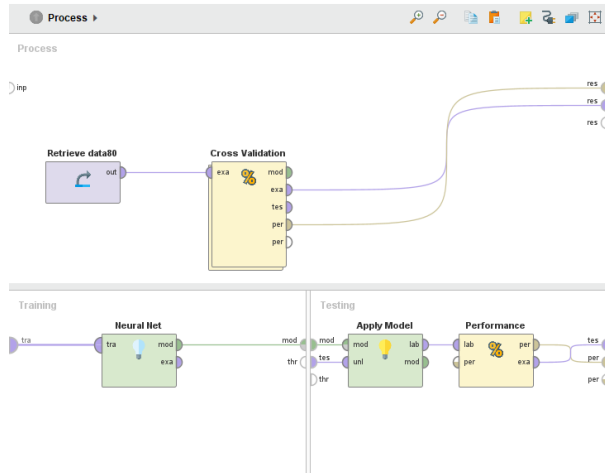 Process
Process
inp
res
res
res
Retrieve data80
out
Cross Validation
exa
mod
exa
tes
per
per
Training
tra
Neural Net
tra
mod
exa
mod
thr
Testing
mod
tes
thr
Apply Model
mod
lab
unl
mod
Performance
lab
per
per
exa
tes
per
per